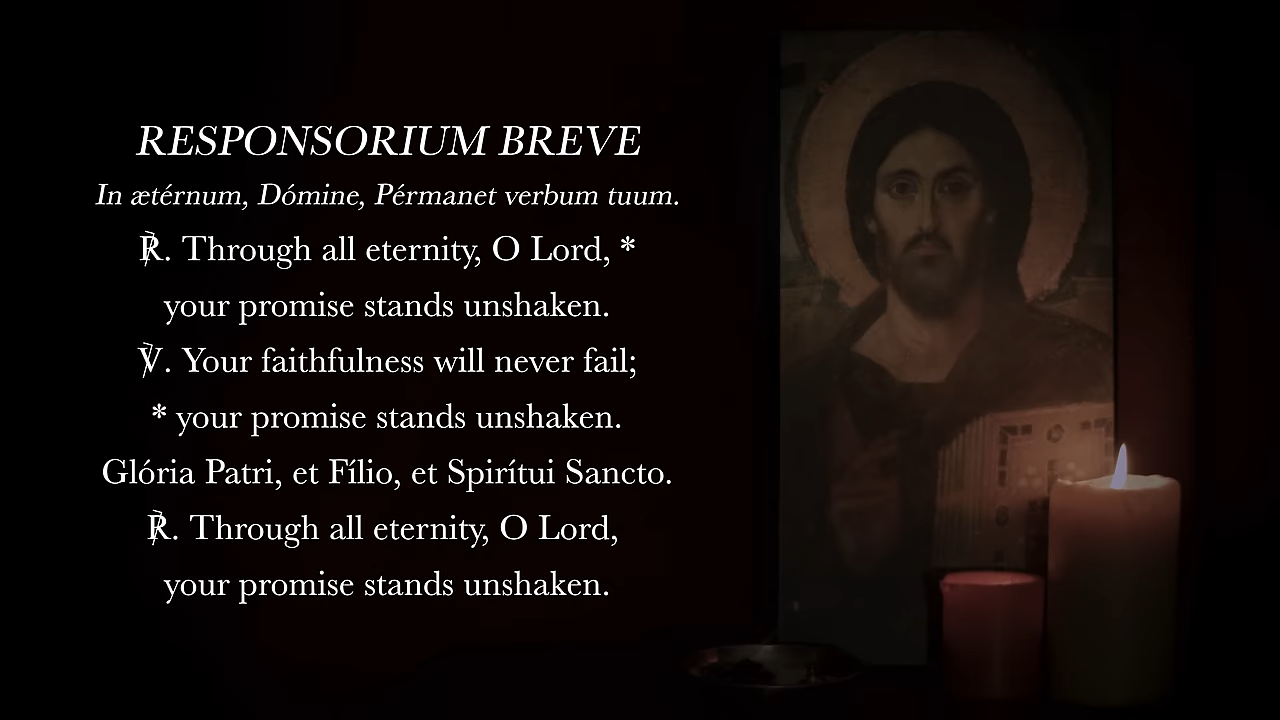 RESPONSORIUM BREVE
In ætérnum, Dómine, Pérmanet verbum tuum.
℟. Through all eternity, O Lord, *
your promise stands unshaken.
℣. Your faithfulness will never fail;
* your promise stands unshaken.
Glória Patri, et Fílio, et Spirítui Sancto.
℟. Through all eternity, O Lord,
your promise stands unshaken.